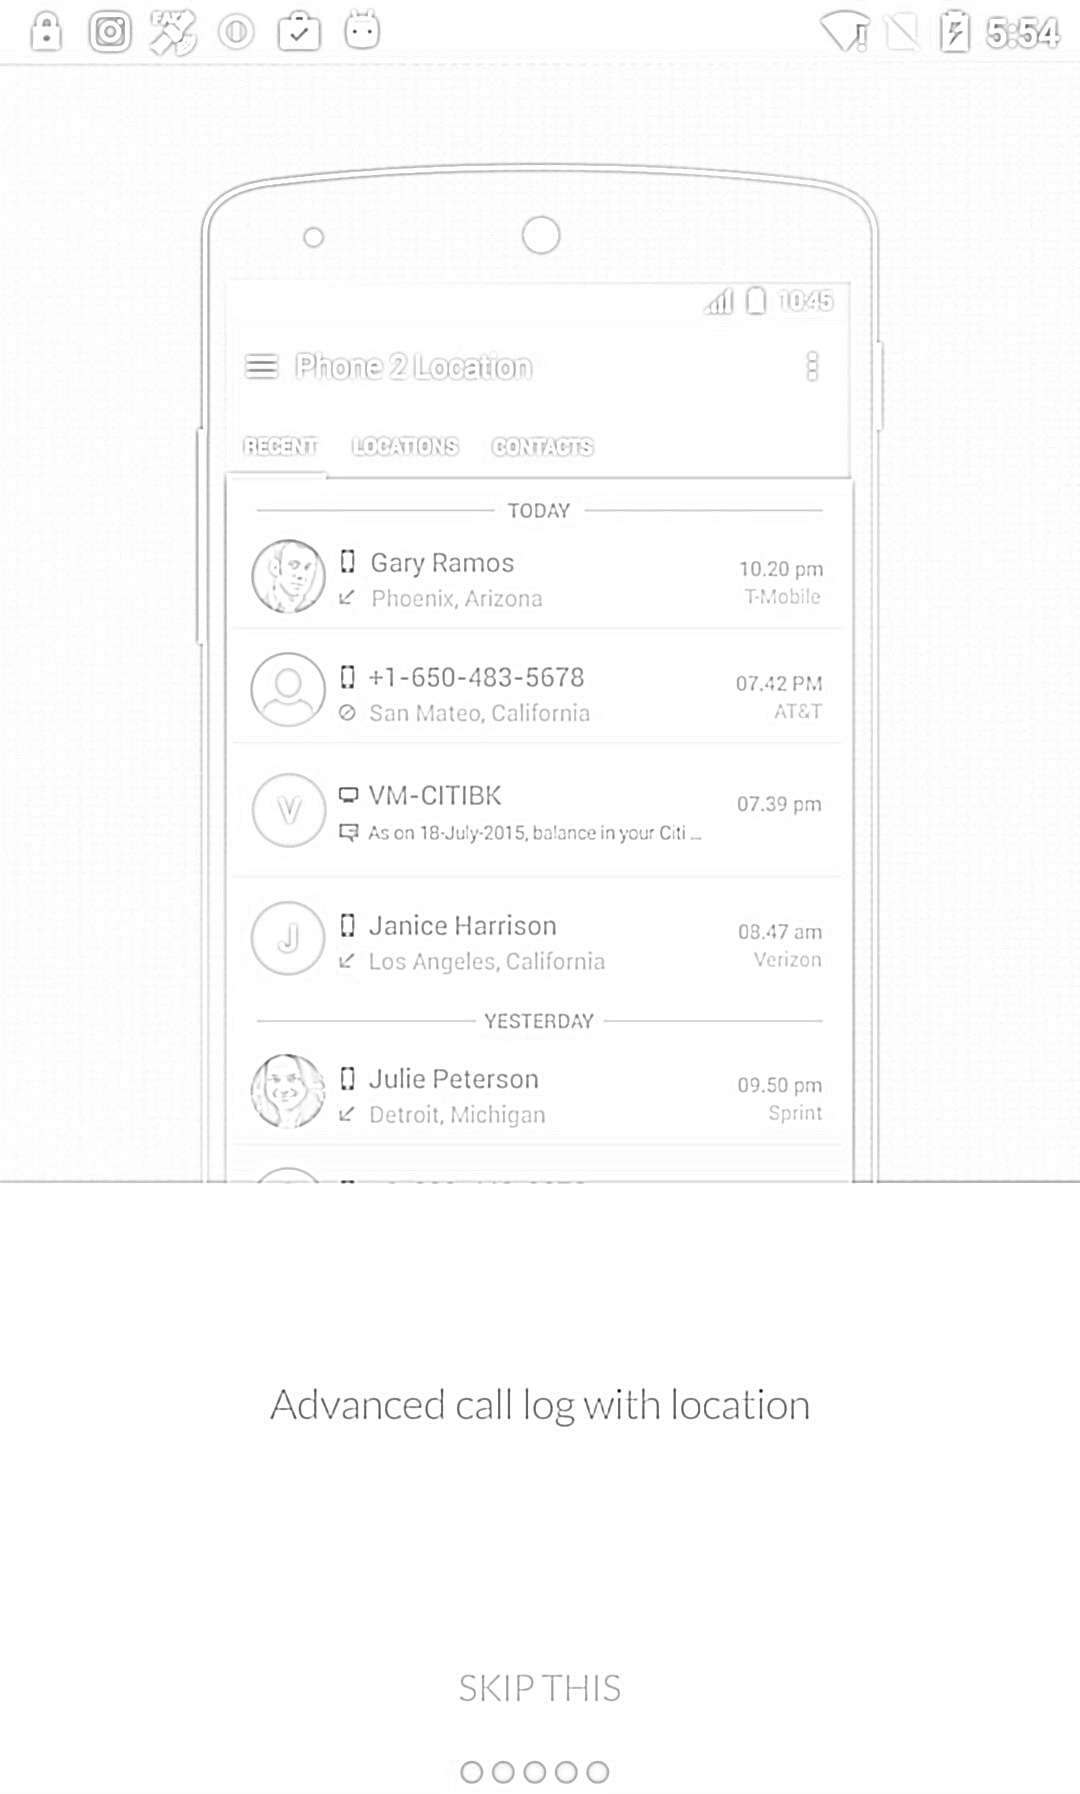 FAKE
5:54
10:45
Phone 2 Location
RECENT LOCATIONS CONTACTS
TODAY
Gary Ramos 10.20 pm
Phoenix, Arizona T-Mobile
+1-650-483-5678 07.42 PM
San Mateo, California AT&T
V VM-CITIBK 07.39 pm
As on 18-July-2015, balance in your Citi ...
J Janice Harrison 08.47 am
Los Angeles, California Verizon
YESTERDAY
Julie Peterson 09.50 pm
Detroit, Michigan Sprint
Advanced call log with location
SKIP THIS